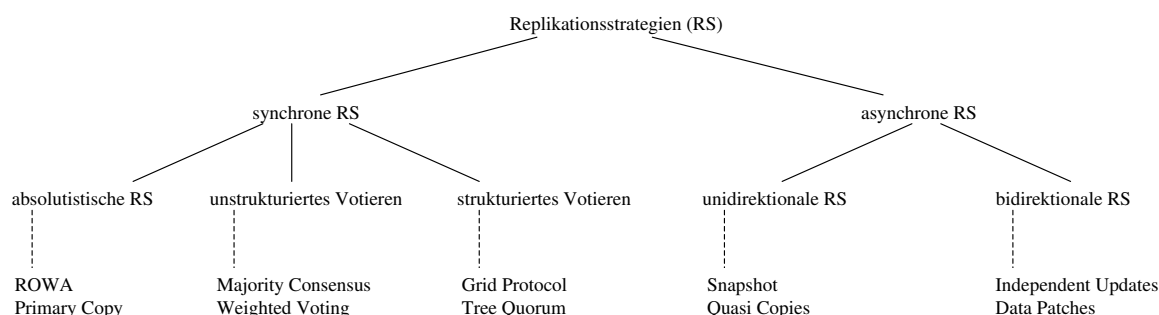 Replikationsstrategien (RS)
synchrone RS
asynchrone RS
absolutistische RS
unstrukturiertes Votieren
strukturiertes Votieren
unidirektionale RS
bidirektionale RS
ROWA
Primary Copy
Majority Consensus
Weighted Voting
Grid Protocol
Tree Quorum
Snapshot
Quasi Copies
Independent Updates
Data Patches